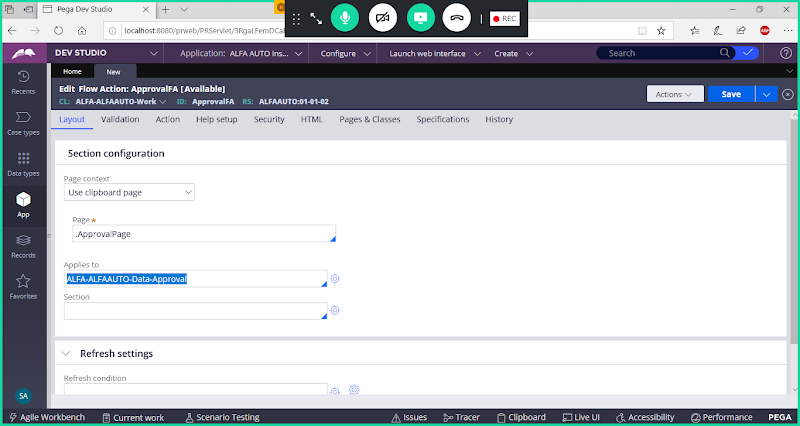 Pega Dev Studio
localhost:8080/prweb/PRServlet/3RgaLFemDCa
REC
DEV STUDIO
Application: ALFA AUTO Ins...
Configure
Launch web interface
Create
Search
Recents
Case types
Data types
App
Records
Favorites
SA
Home
New
Edit Flow Action: ApprovalFA [Available]
CL: ALFA-ALFAAUTO-Work ID: ApprovalFA RS: ALFAAUTO:01-01-02
Actions
Save
Layout Validation Action Help setup Security HTML Pages & Classes Specifications History
Section configuration
Page context
Use clipboard page
Page *
.ApprovalPage
Applies to
ALFA-ALFAAUTO-Data-Approval
Section
Refresh settings
Refresh condition
Agile Workbench Current work Scenario Testing Issues Tracer Clipboard Live UI Accessibility Performance PEGA